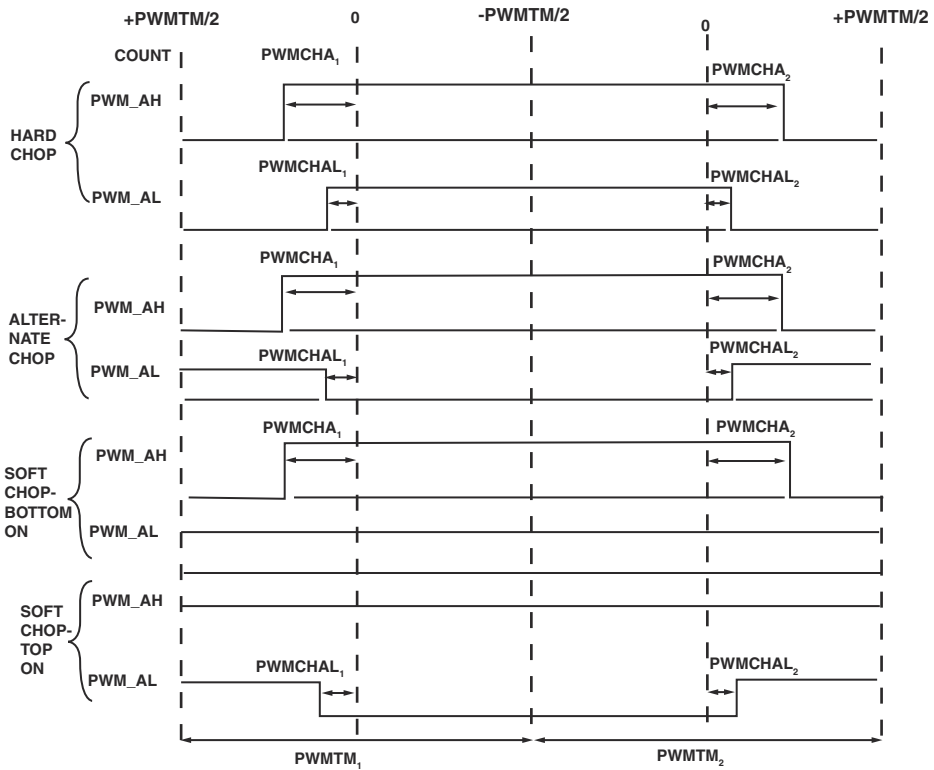 +PWMTM/2 0 -PWMTM/2 0 +PWMTM/2
COUNT
PWMCHA₁ PWMCHA₂
PWM_AH
HARD
CHOP
PWMCHAL₁ PWMCHAL₂
PWM_AL
PWMCHA₁ PWMCHA₂
PWM_AH
ALTER-
NATE
CHOP
PWMCHAL₁ PWMCHAL₂
PWM_AL
PWMCHA₁ PWMCHA₂
PWM_AH
SOFT
CHOP-
BOTTOM
ON
PWM_AL
PWM_AH
SOFT
CHOP-
TOP
ON
PWMCHAL₁ PWMCHAL₂
PWM_AL
PWMTM₁ PWMTM₂